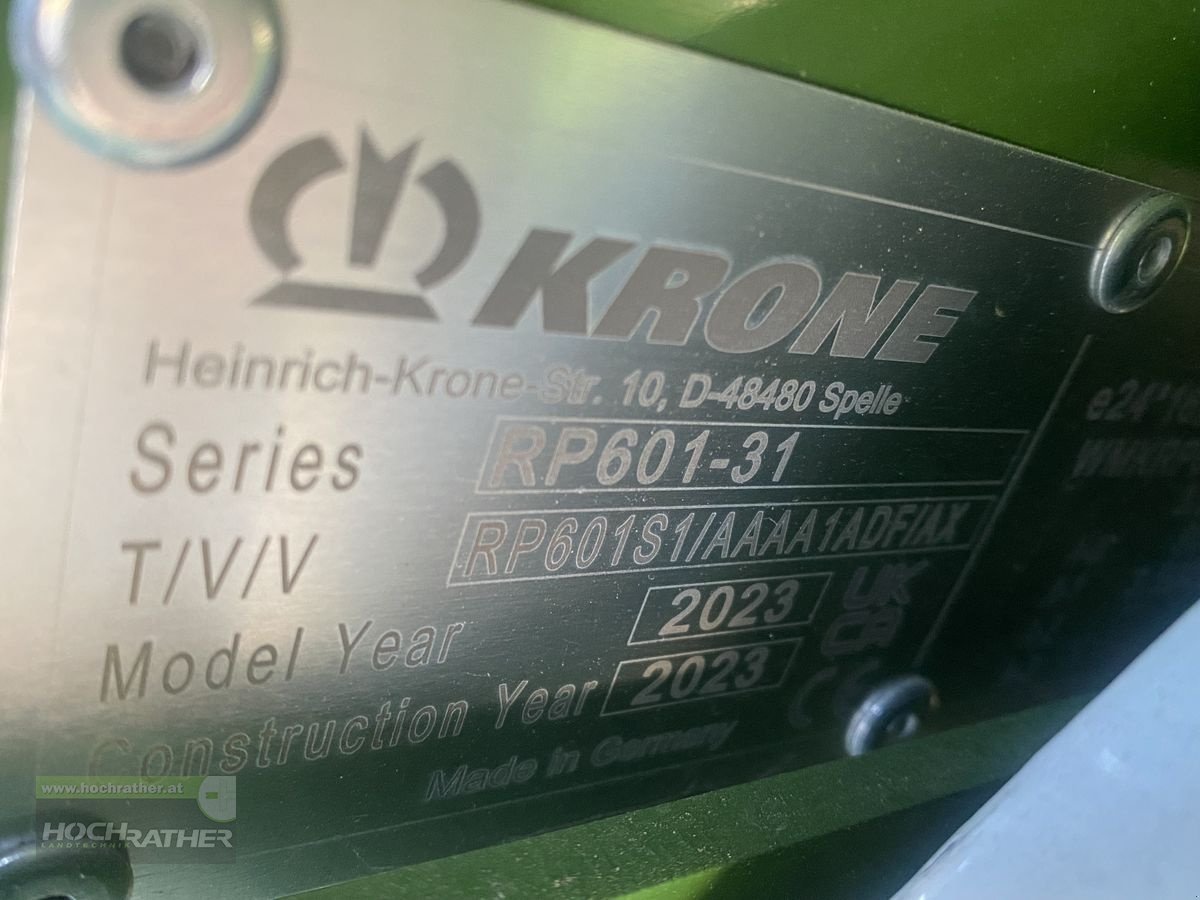 KRONE
Heinrich-Krone-Str. 10, D-48480 Spelle
Series RP601-31
T/V/V RP601S1/AAAA1ADF/AX
Model Year 2023
UK
CA
Construction Year 2023
CE
Made in Germany
www.hochrather.at
HOCHRATHER
LANDTECHNIK